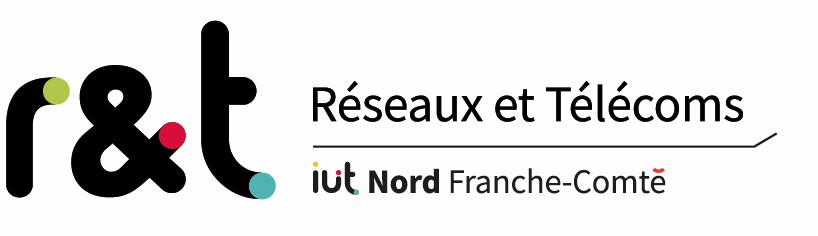 r&t
Réseaux et Télécoms
iut Nord Franche-Comté